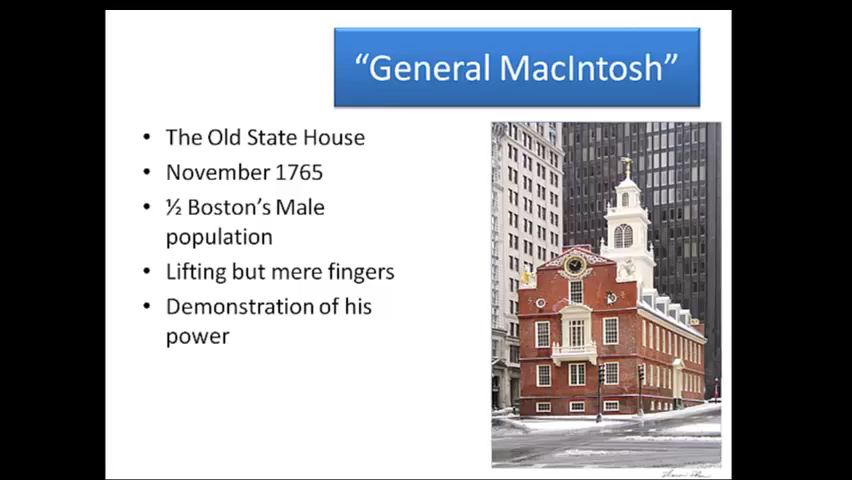 “General MacIntosh”
• The Old State House
• November 1765
• ½ Boston’s Male
population
• Lifting but mere fingers
• Demonstration of his
power